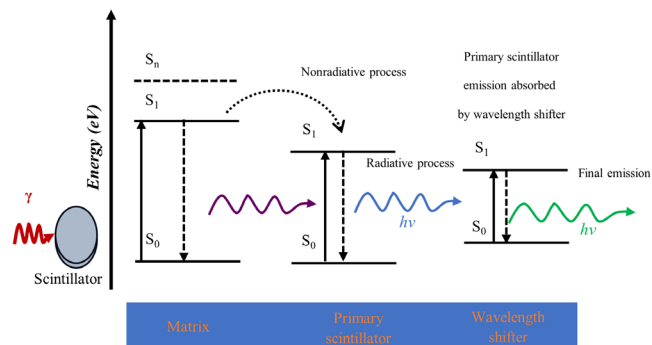 Energy (eV)
γ
Scintillator
Sn
S1
S0
Nonradiative process
S1
S0
Radiative process
hν
Primary scintillator
emission absorbed
by wavelength shifter
S1
S0
Final emission
hν
Matrix
Primary
scintillator
Wavelength
shifter